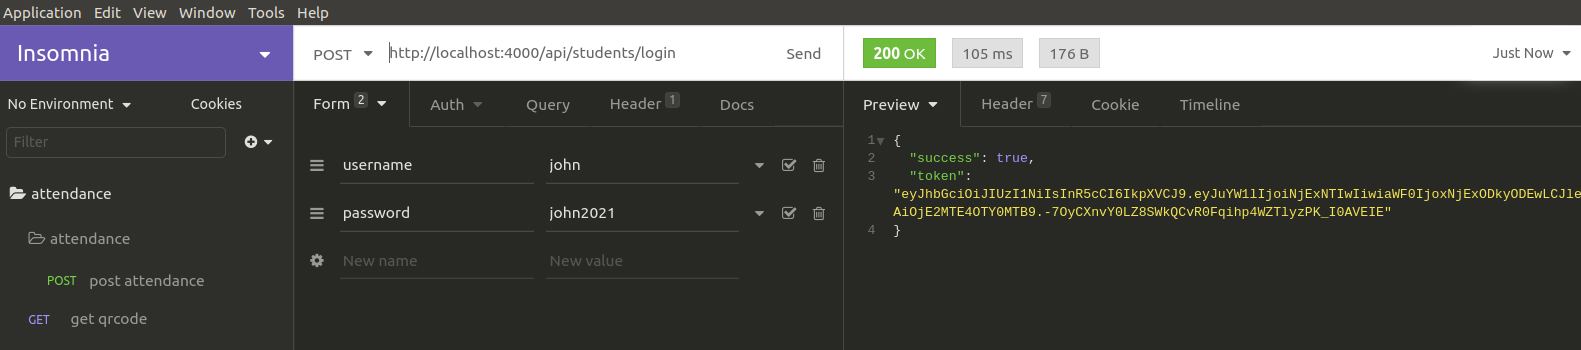 Application Edit View Window Tools Help
Insomnia POST http://localhost:4000/api/students/login Send 200 OK 105 ms 176 B Just Now
No Environment Cookies Form 2 Auth Query Header 1 Docs Preview Header 7 Cookie Timeline
Filter
attendance
attendance
POST post attendance
GET get qrcode
username john
password john2021
New name New value
1 {
2 "success": true,
3 "token":
"eyJhbGciOiJIUzI1NiIsInR5cCI6IkpXVCJ9.eyJuYW1lIjoiNjExNTIwIiwiaWF0IjoxNjExODkyODEwLCJle
AiOjE2MTE4OTY0MTB9.-7OyCXnvY0LZ8SWkQCvR0Fqihp4WZTlyzPK_I0AVEIE"
4 }